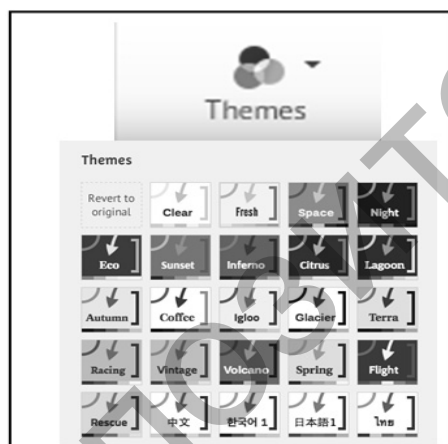 Themes
Themes
Revert to
original
Clear
Fresh
Space
Night
Eco
Sunset
Inferno
Citrus
Lagoon
Autumn
Coffee
Igloo
Glacier
Terra
Racing
Vintage
Volcano
Spring
Flight
Rescue
中文
한국어 1
日本語1
ไทย
ПОЗИТО